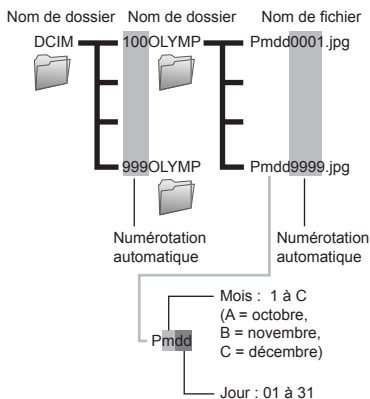 Nom de dossier Nom de dossier Nom de fichier
DCIM 100OLYMP Pmdd0001.jpg
999OLYMP Pmdd9999.jpg
Numérotation
automatique
Numérotation
automatique
Mois : 1 à C
(A = octobre,
B = novembre,
C = décembre)
Pmdd
Jour : 01 à 31